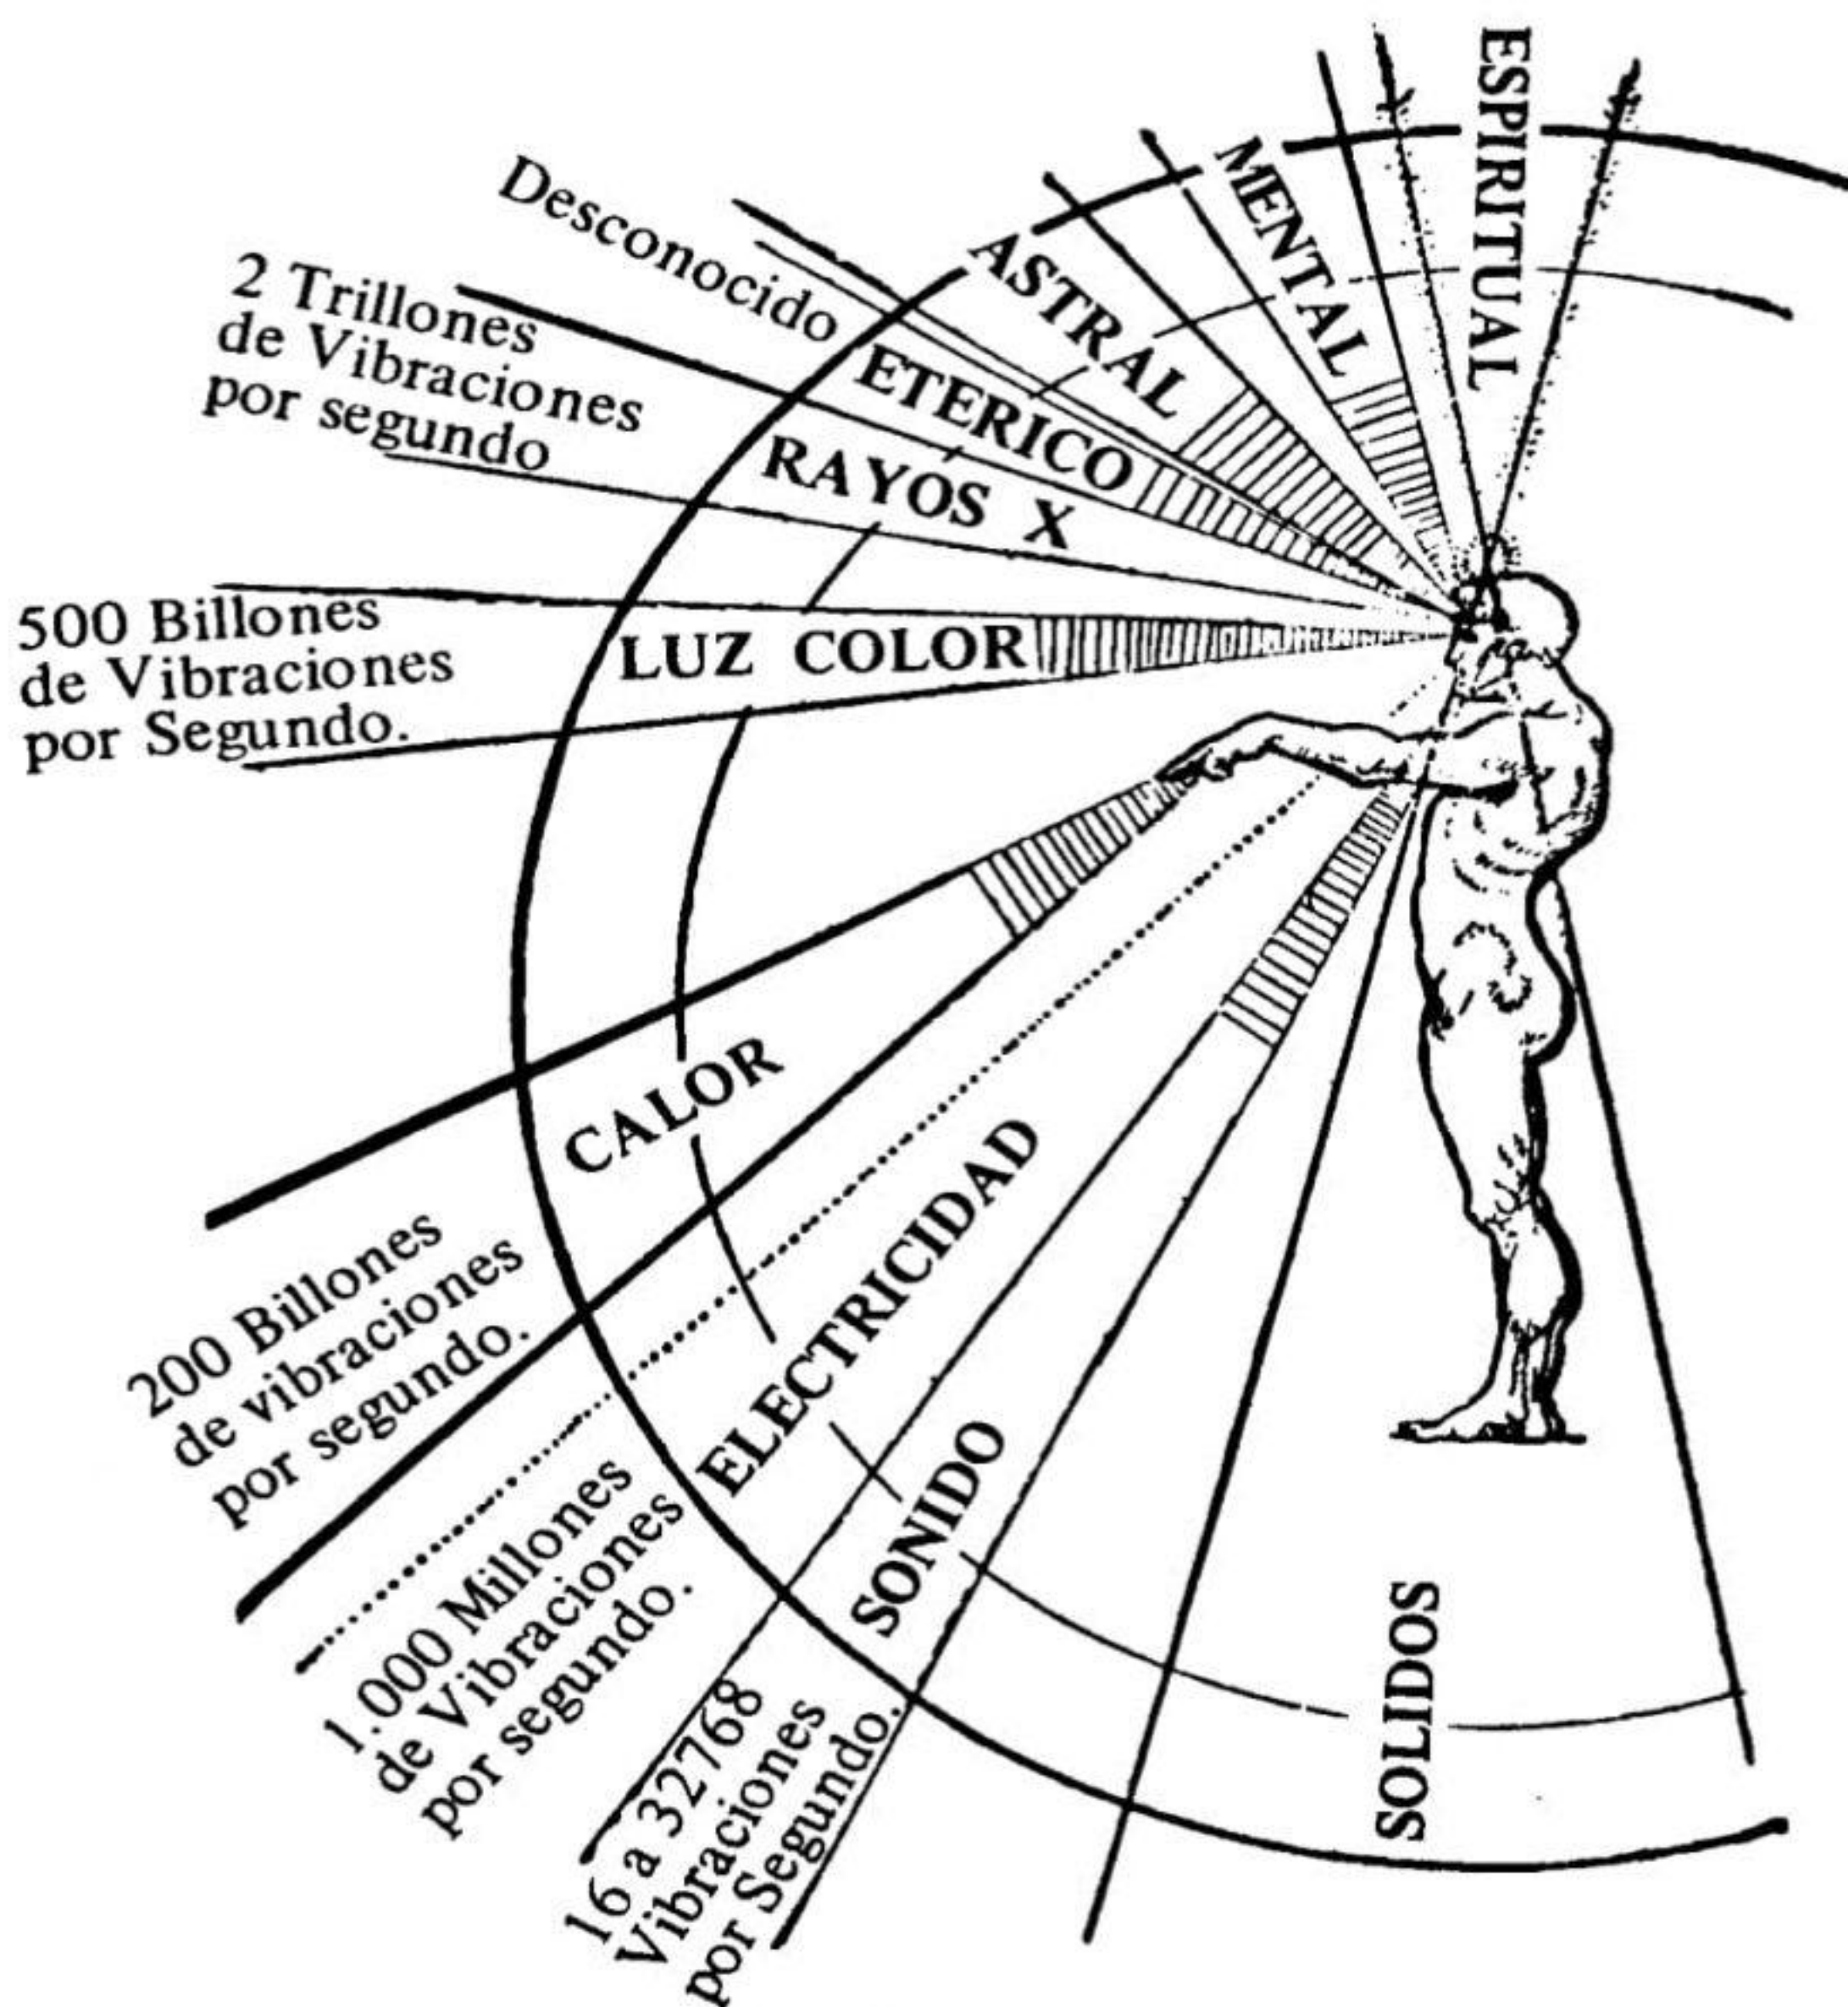 ESPIRITUAL
MENTAL
ASTRAL
Desconocido
ETERICO
2 Trillones
de Vibraciones
por segundo
RAYOS X
500 Billones
de Vibraciones
por Segundo.
LUZ COLOR
CALOR
200 Billones
de vibraciones
por segundo.
ELECTRICIDAD
1.000 Millones
de Vibraciones
por segundo.
SONIDO
16 a 32768
Vibraciones
por Segundo.
SOLIDOS